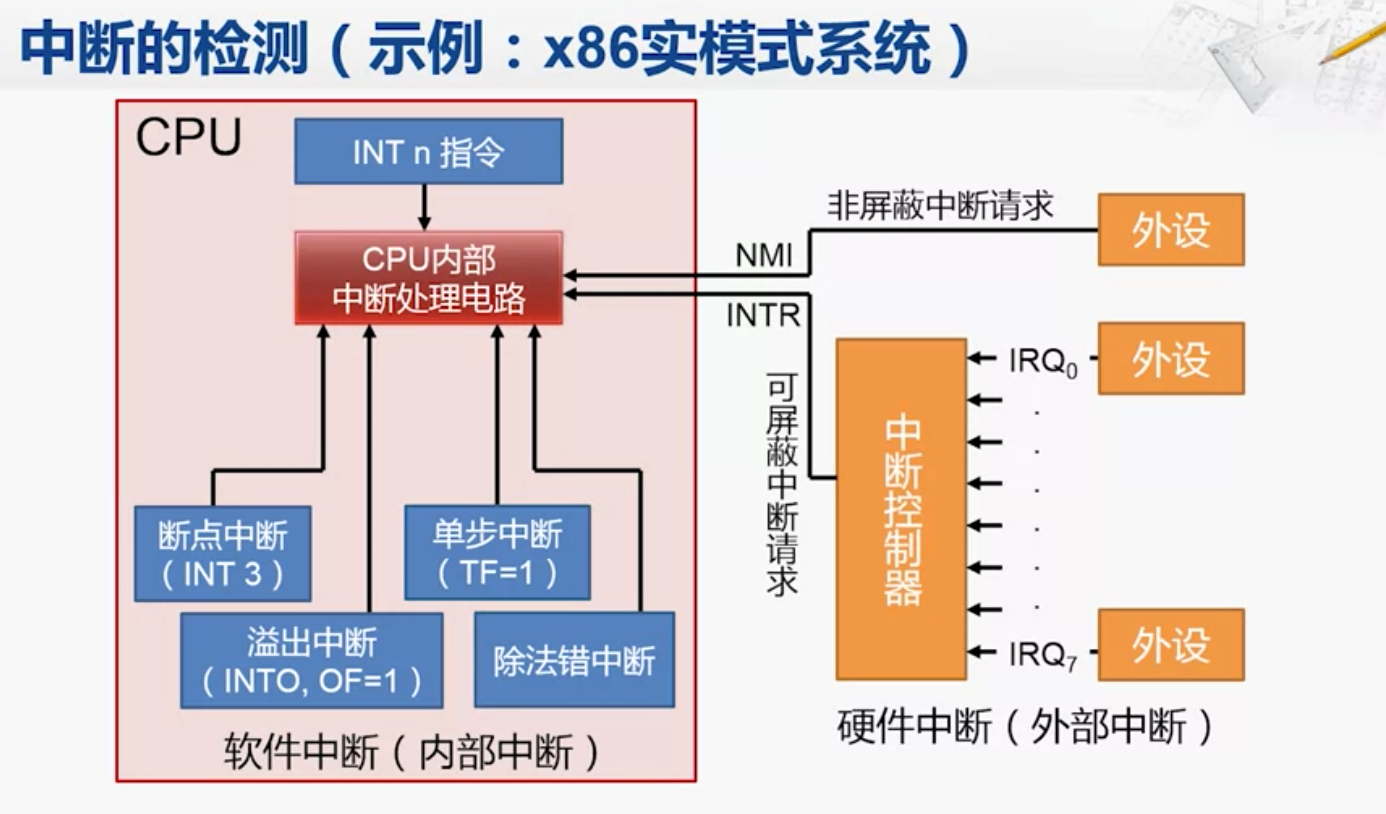 中断的检测（示例：x86实模式系统）
CPU
INT n 指令
CPU内部
中断处理电路
非屏蔽中断请求
外设
NMI
INTR
可屏蔽中断请求
中断控制器
IRQ₀
外设
IRQ₇
外设
断点中断
（INT 3）
单步中断
（TF=1）
溢出中断
（INTO, OF=1）
除法错中断
软件中断（内部中断）
硬件中断（外部中断）